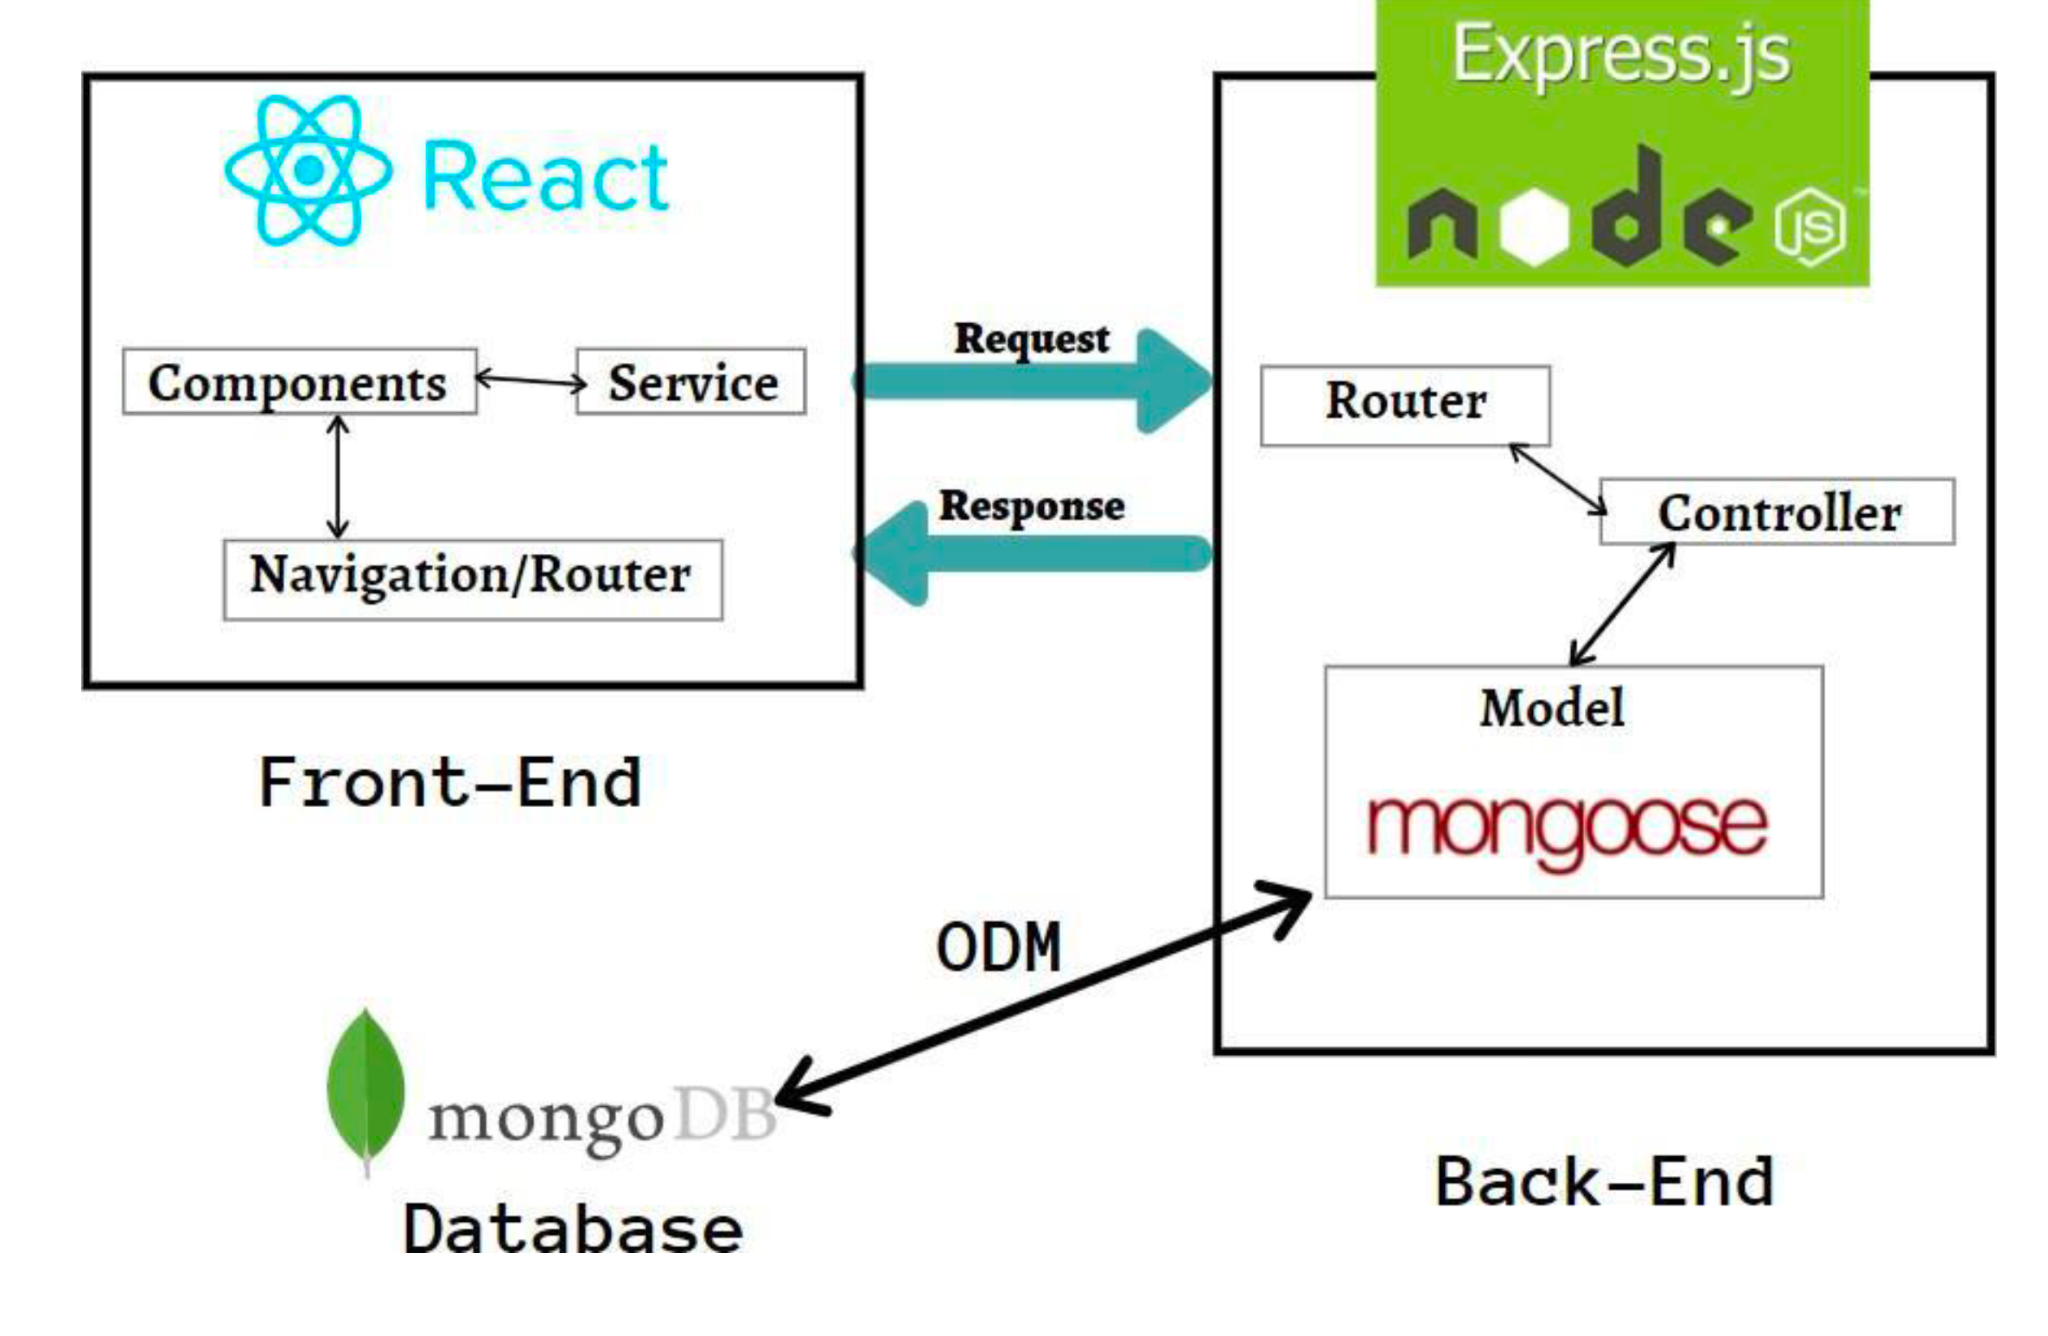 React
Components
Service
Navigation/Router
Front-End
Request
Response
Express.js
node JS
™
Router
Controller
Model
mongoose
ODM
mongoDB
Database
Back-End